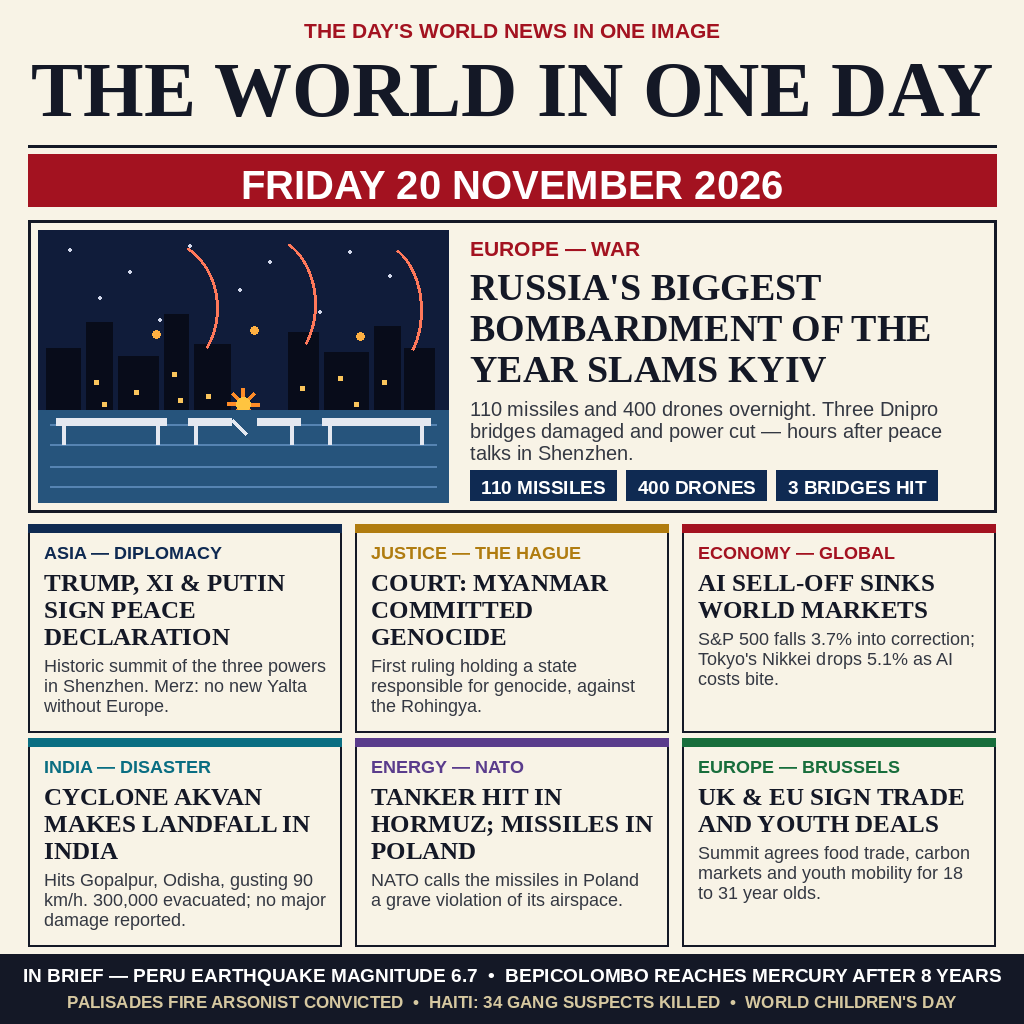 THE DAY'S WORLD NEWS IN ONE IMAGE
THE WORLD IN ONE DAY
FRIDAY 20 NOVEMBER 2026
EUROPE — WAR
RUSSIA'S BIGGEST
BOMBARDMENT OF THE
YEAR SLAMS KYIV
110 missiles and 400 drones overnight. Three Dnipro
bridges damaged and power cut — hours after peace
talks in Shenzhen.
110 MISSILES
400 DRONES
3 BRIDGES HIT
ASIA — DIPLOMACY
TRUMP, XI & PUTIN
SIGN PEACE
DECLARATION
Historic summit of the three powers
in Shenzhen. Merz: no new Yalta
without Europe.
JUSTICE — THE HAGUE
COURT: MYANMAR
COMMITTED
GENOCIDE
First ruling holding a state
responsible for genocide, against
the Rohingya.
ECONOMY — GLOBAL
AI SELL-OFF SINKS
WORLD MARKETS
S&P 500 falls 3.7% into correction;
Tokyo's Nikkei drops 5.1% as AI
costs bite.
INDIA — DISASTER
CYCLONE AKVAN
MAKES LANDFALL IN
INDIA
Hits Gopalpur, Odisha, gusting 90
km/h. 300,000 evacuated; no major
damage reported.
ENERGY — NATO
TANKER HIT IN
HORMUZ; MISSILES IN
POLAND
NATO calls the missiles in Poland
a grave violation of its airspace.
EUROPE — BRUSSELS
UK & EU SIGN TRADE
AND YOUTH DEALS
Summit agrees food trade, carbon
markets and youth mobility for 18
to 31 year olds.
IN BRIEF — PERU EARTHQUAKE MAGNITUDE 6.7 • BEPICOLOMBO REACHES MERCURY AFTER 8 YEARS
PALISADES FIRE ARSONIST CONVICTED • HAITI: 34 GANG SUSPECTS KILLED • WORLD CHILDREN'S DAY